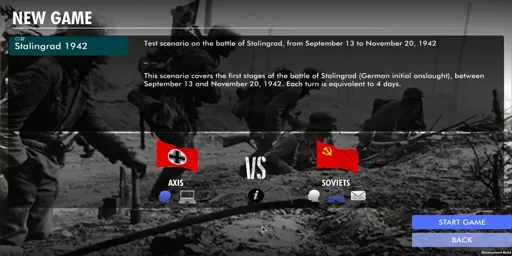 NEW GAME
Stalingrad 1942
Test scenario on the battle of Stalingrad, from September 13 to November 20, 1942
--
This scenario covers the first stages of the battle of Stalingrad (German initial onslaught), between
September 13 and November 20, 1942. Each turn is equivalent to 4 days.
VS
AXIS
SOVIETS
i
START GAME
BACK
Development Build